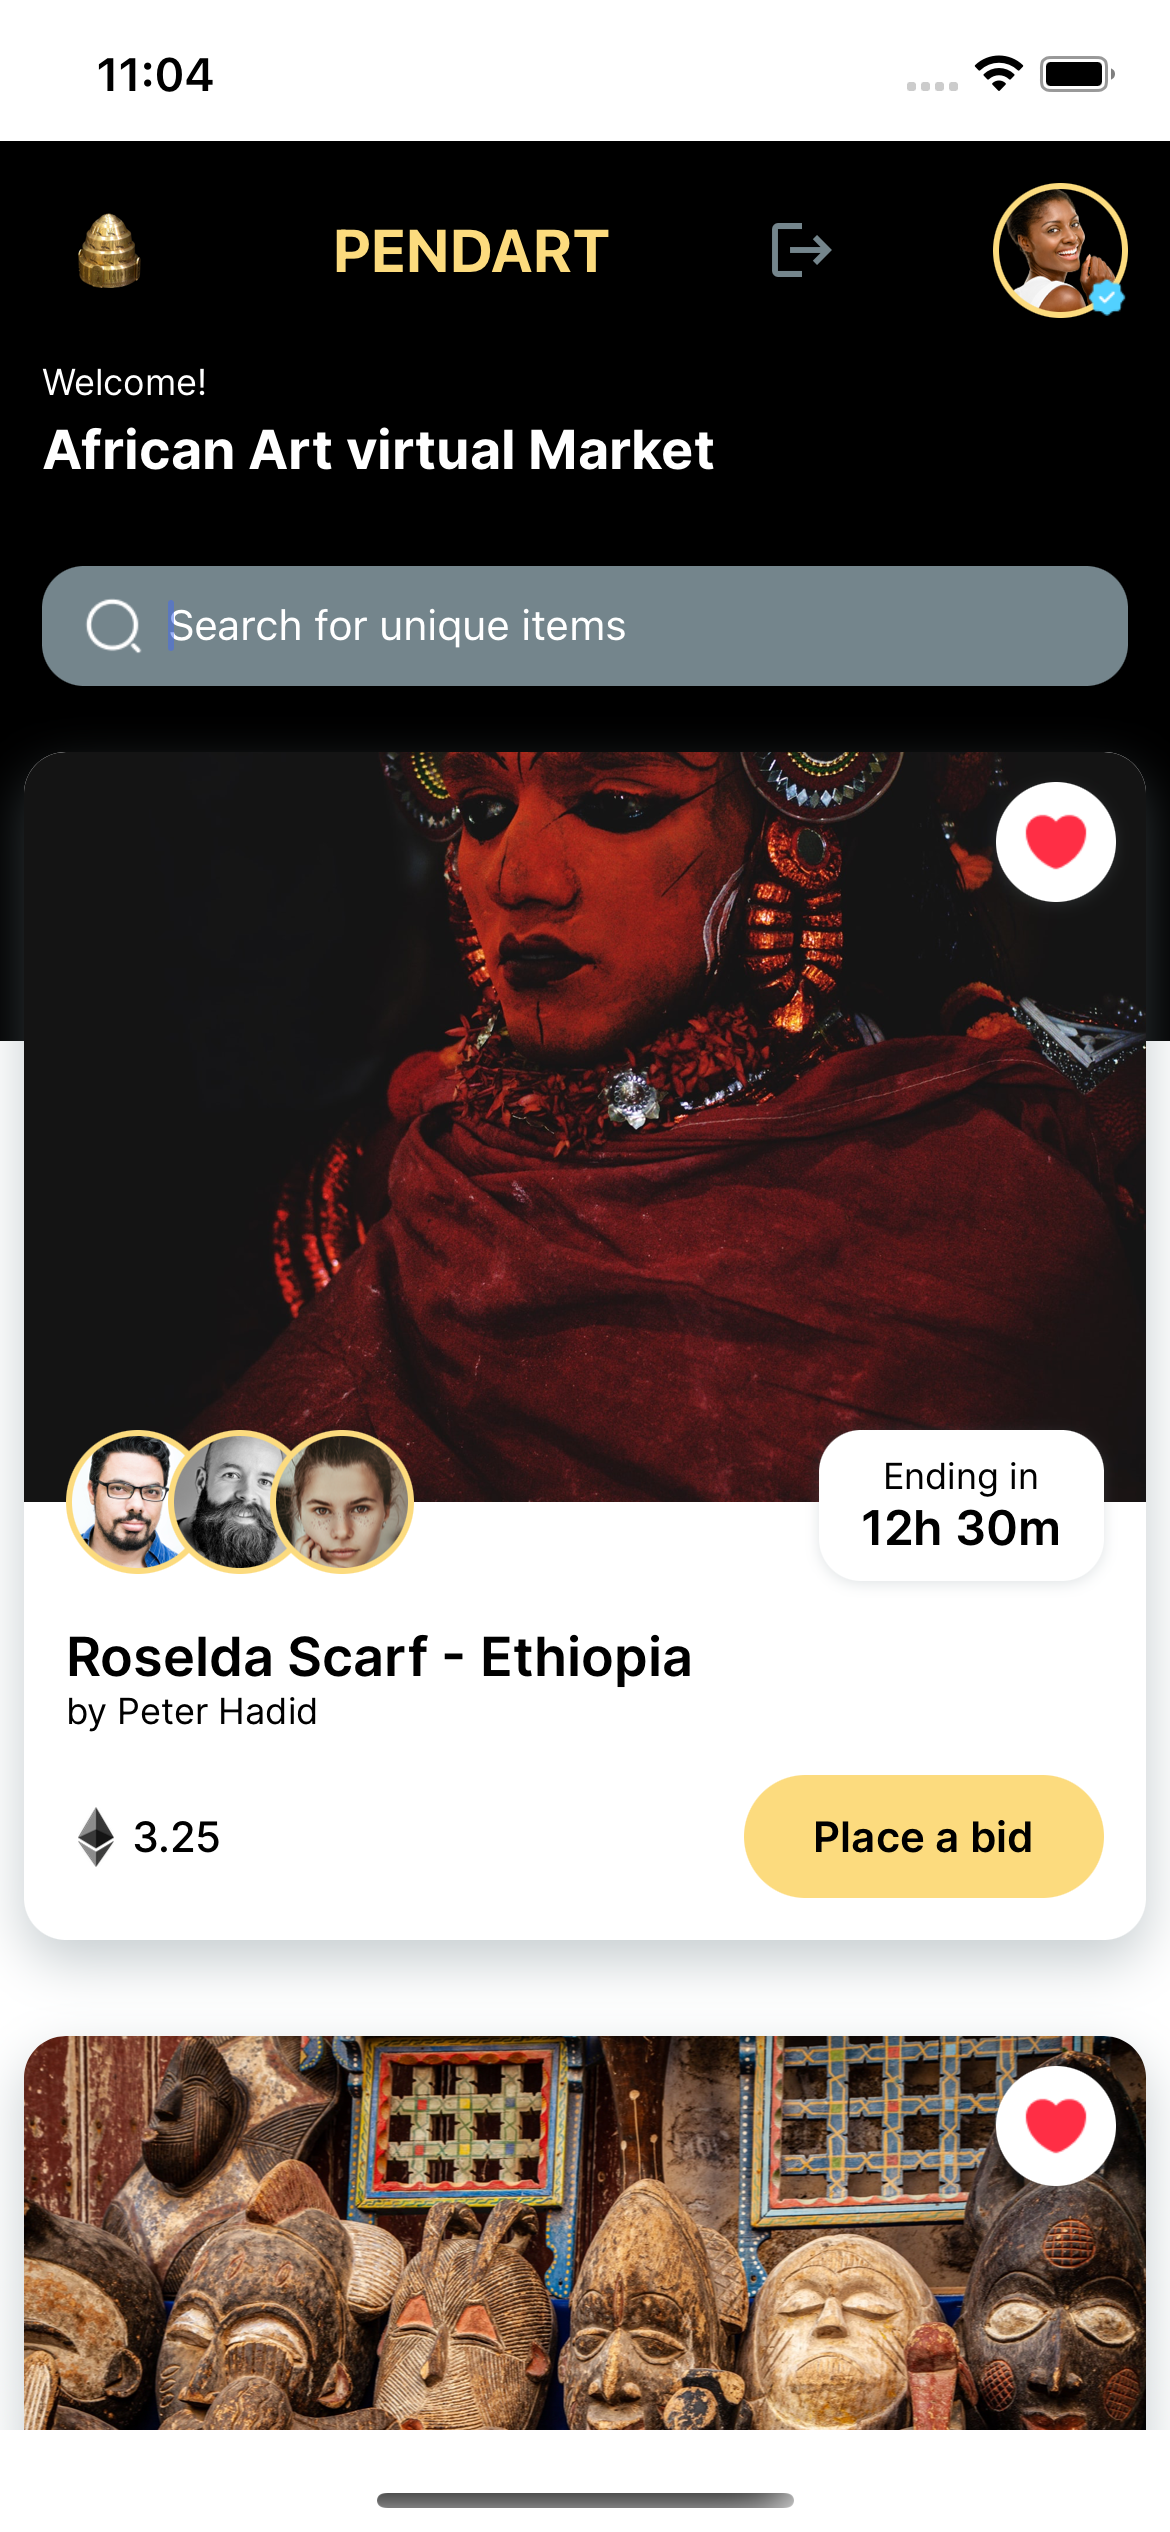 11:04
PENDART
Welcome!
African Art virtual Market
Search for unique items
Ending in
12h 30m
Roselda Scarf - Ethiopia
by Peter Hadid
3.25
Place a bid